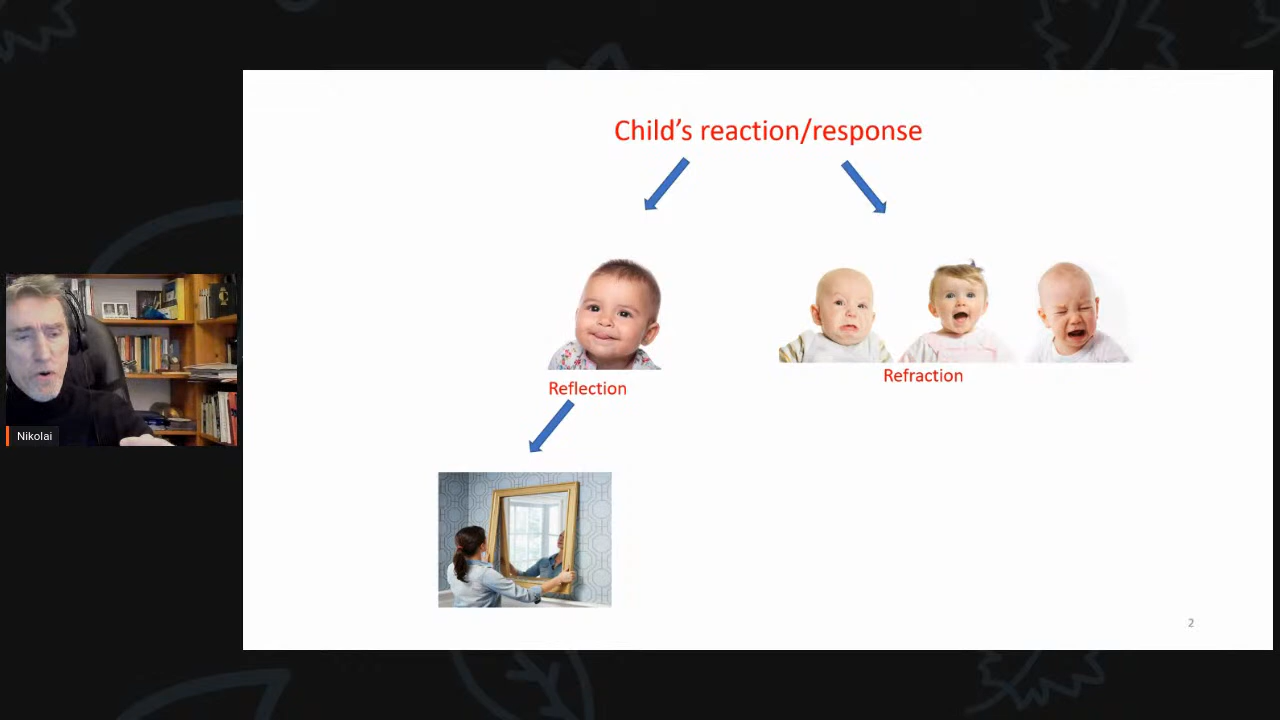 Child's reaction/response
Reflection
Refraction
Nikolai
2